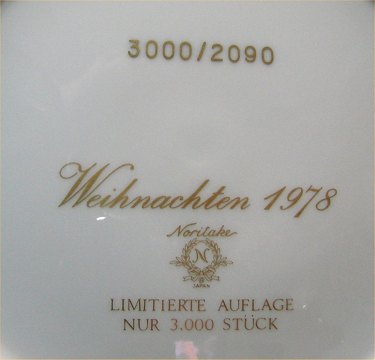 3000/2090
Weihnachten 1978
Noritake
N
JAPAN
LIMITIERTE AUFLAGE
NUR 3.000 STÜCK